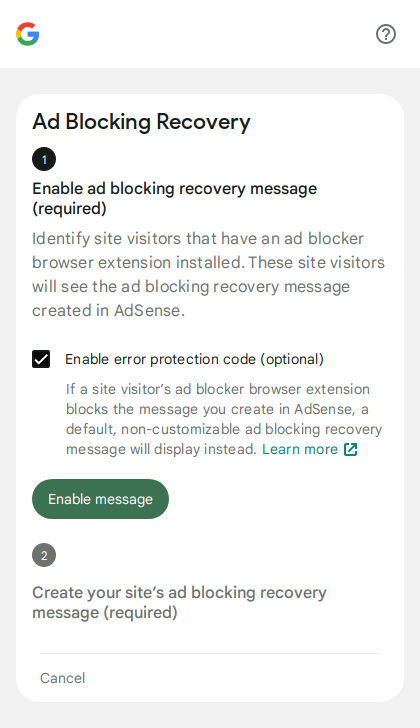 Ad Blocking Recovery
1
Enable ad blocking recovery message
(required)
Identify site visitors that have an ad blocker
browser extension installed. These site visitors
will see the ad blocking recovery message
created in AdSense.
Enable error protection code (optional)
If a site visitor’s ad blocker browser extension
blocks the message you create in AdSense, a
default, non-customizable ad blocking recovery
message will display instead. Learn more
Enable message
2
Create your site’s ad blocking recovery
message (required)
Cancel